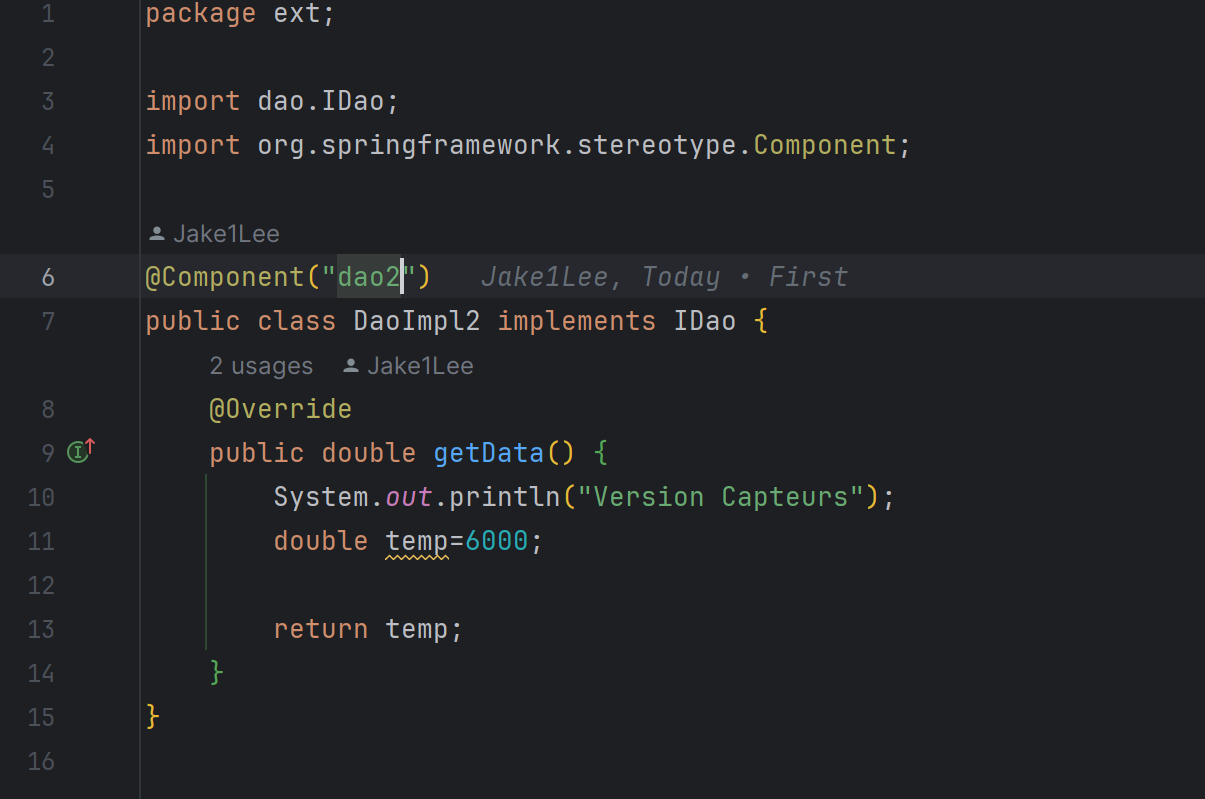 1 package ext;
2
3 import dao.IDao;
4 import org.springframework.stereotype.Component;
5
Jake1Lee
6 @Component("dao2") Jake1Lee, Today • First
7 public class DaoImpl2 implements IDao {
2 usages Jake1Lee
8 @Override
9 public double getData() {
10 System.out.println("Version Capteurs");
11 double temp=6000;
12
13 return temp;
14 }
15 }
16